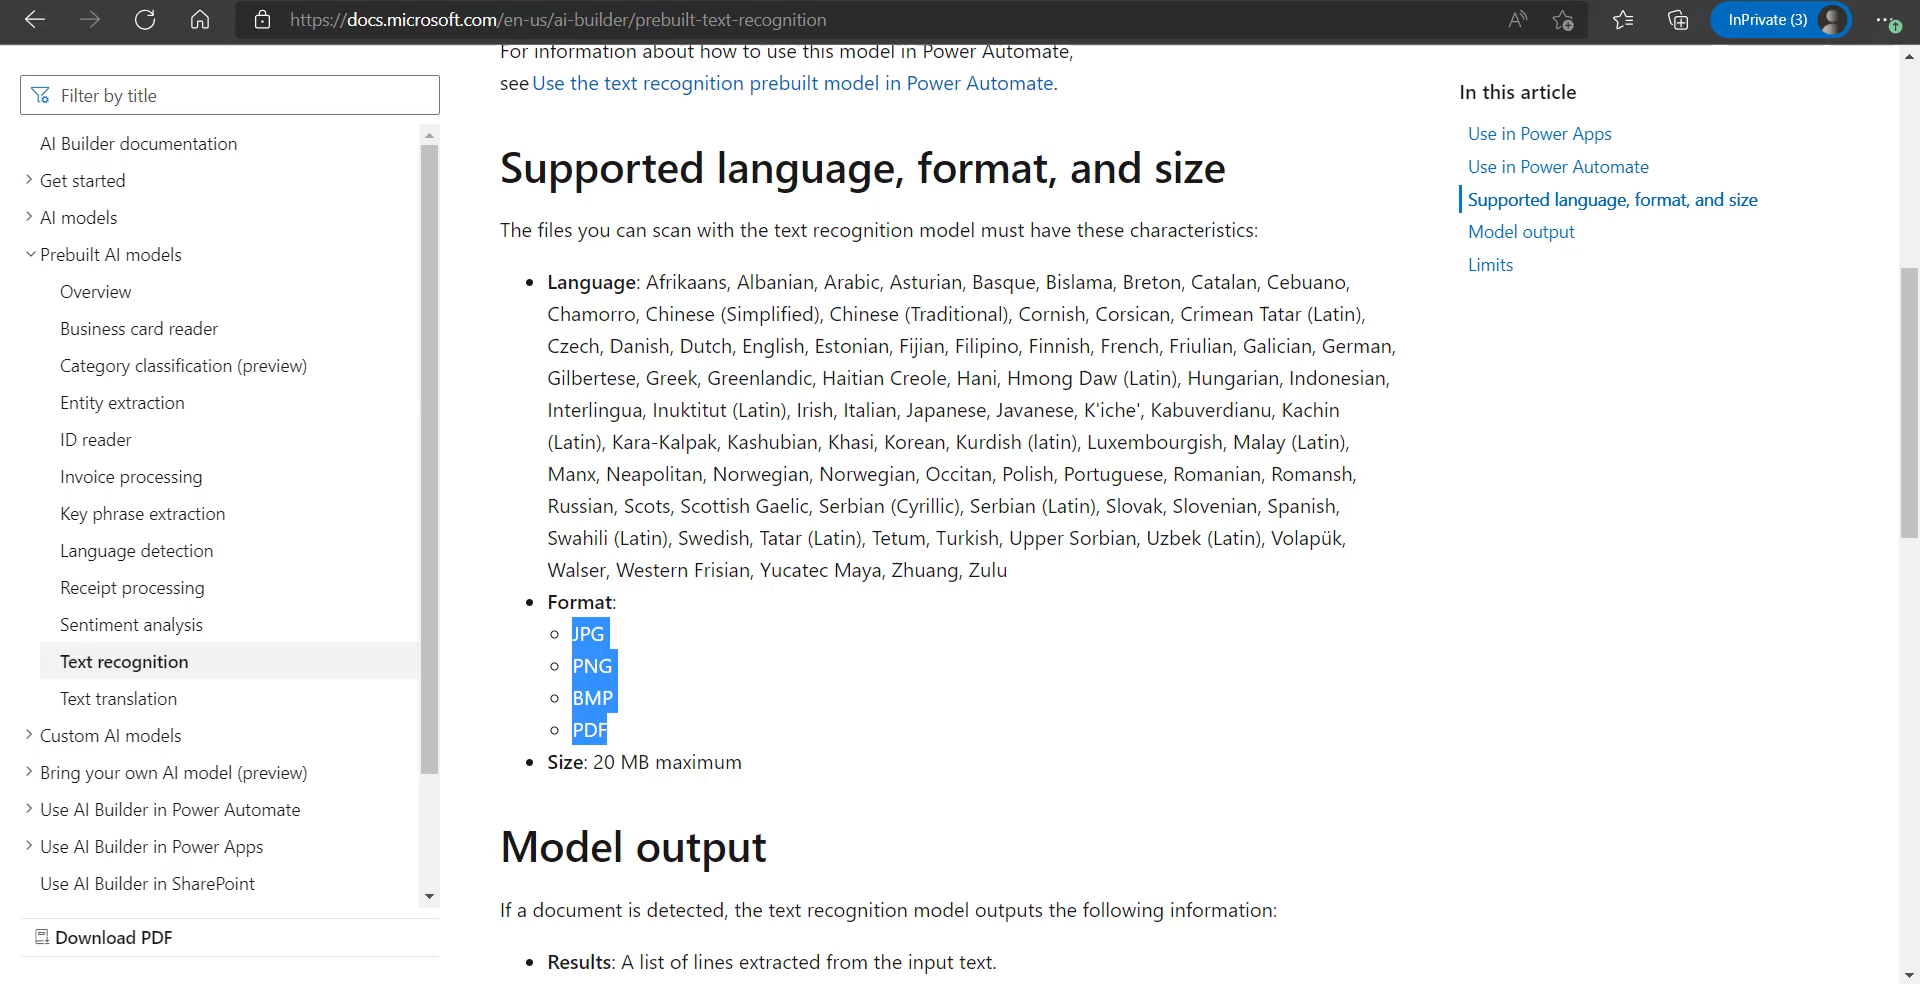 https://docs.microsoft.com/en-us/ai-builder/prebuilt-text-recognition
InPrivate (3)
Filter by title
AI Builder documentation
Get started
AI models
Prebuilt AI models
Overview
Business card reader
Category classification (preview)
Entity extraction
ID reader
Invoice processing
Key phrase extraction
Language detection
Receipt processing
Sentiment analysis
Text recognition
Text translation
Custom AI models
Bring your own AI model (preview)
Use AI Builder in Power Automate
Use AI Builder in Power Apps
Use AI Builder in SharePoint
Download PDF
For information about how to use this model in Power Automate,
see Use the text recognition prebuilt model in Power Automate.
Supported language, format, and size
The files you can scan with the text recognition model must have these characteristics:
Language: Afrikaans, Albanian, Arabic, Asturian, Basque, Bislama, Breton, Catalan, Cebuano,
Chamorro, Chinese (Simplified), Chinese (Traditional), Cornish, Corsican, Crimean Tatar (Latin),
Czech, Danish, Dutch, English, Estonian, Fijian, Filipino, Finnish, French, Friulian, Galician, German,
Gilbertese, Greek, Greenlandic, Haitian Creole, Hani, Hmong Daw (Latin), Hungarian, Indonesian,
Interlingua, Inuktitut (Latin), Irish, Italian, Japanese, Javanese, K'iche', Kabuverdianu, Kachin
(Latin), Kara-Kalpak, Kashubian, Khasi, Korean, Kurdish (latin), Luxembourgish, Malay (Latin),
Manx, Neapolitan, Norwegian, Norwegian, Occitan, Polish, Portuguese, Romanian, Romansh,
Russian, Scots, Scottish Gaelic, Serbian (Cyrillic), Serbian (Latin), Slovak, Slovenian, Spanish,
Swahili (Latin), Swedish, Tatar (Latin), Tetum, Turkish, Upper Sorbian, Uzbek (Latin), Volapük,
Walser, Western Frisian, Yucatec Maya, Zhuang, Zulu
Format:
JPG
PNG
BMP
PDF
Size: 20 MB maximum
Model output
If a document is detected, the text recognition model outputs the following information:
Results: A list of lines extracted from the input text.
In this article
Use in Power Apps
Use in Power Automate
Supported language, format, and size
Model output
Limits